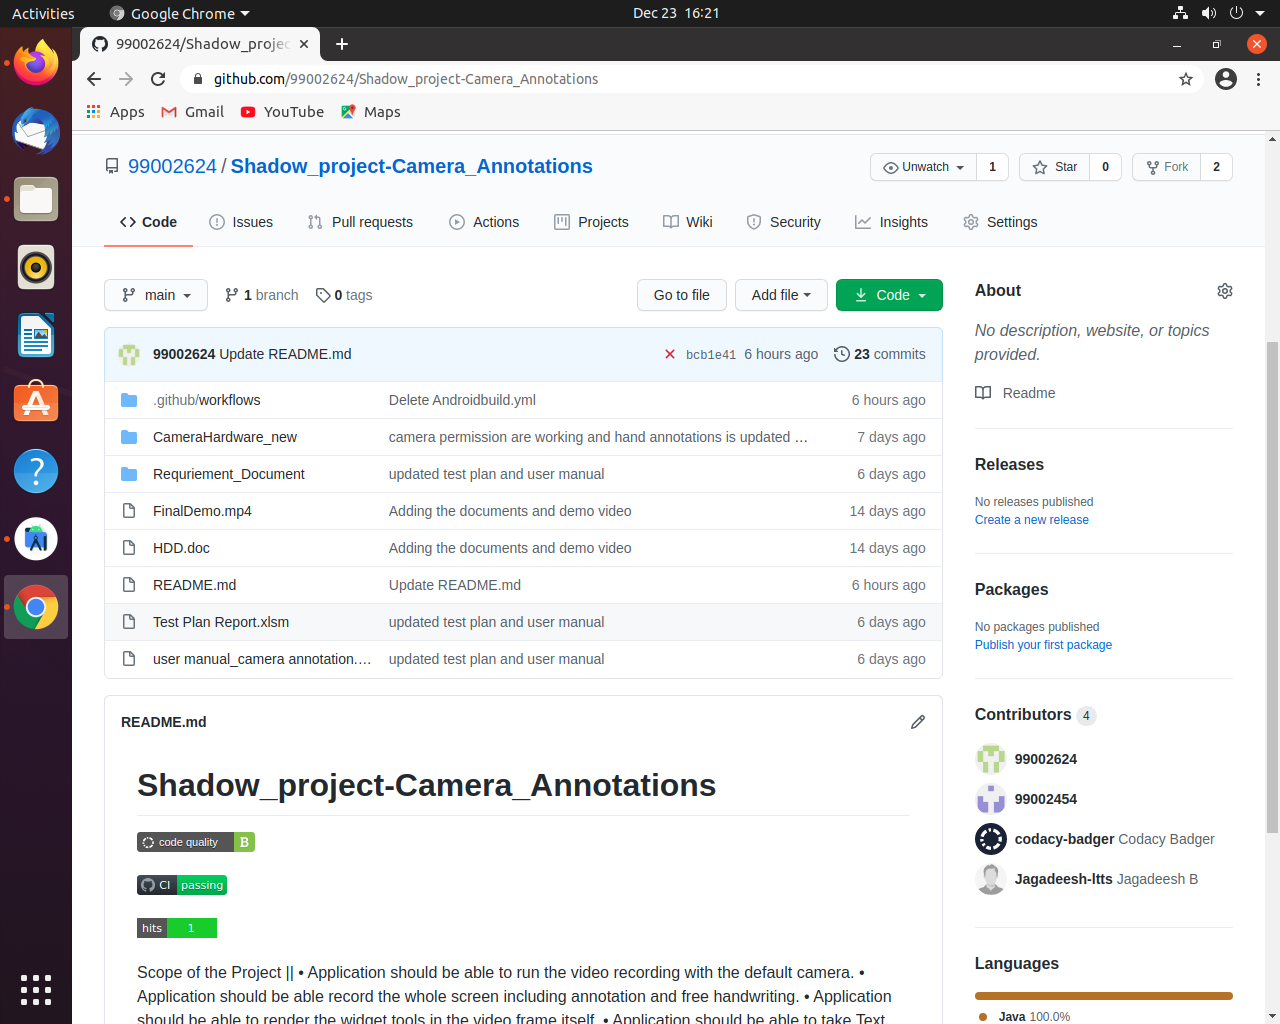 Activities Google Chrome Dec 23 16:21
99002624/Shadow_projec
github.com/99002624/Shadow_project-Camera_Annotations
Apps Gmail YouTube Maps
99002624 / Shadow_project-Camera_Annotations Unwatch 1 Star 0 Fork 2
Code Issues Pull requests Actions Projects Wiki Security Insights Settings
main 1 branch 0 tags Go to file Add file Code
99002624 Update README.md bcb1e41 6 hours ago 23 commits
.github/workflows Delete Androidbuild.yml 6 hours ago
CameraHardware_new camera permission are working and hand annotations is updated … 7 days ago
Requriement_Document updated test plan and user manual 6 days ago
FinalDemo.mp4 Adding the documents and demo video 14 days ago
HDD.doc Adding the documents and demo video 14 days ago
README.md Update README.md 6 hours ago
Test Plan Report.xlsm updated test plan and user manual 6 days ago
user manual_camera annotation.… updated test plan and user manual 6 days ago
README.md
Shadow_project-Camera_Annotations
code quality B
CI passing
hits 1
Scope of the Project || • Application should be able to run the video recording with the default camera. •
Application should be able record the whole screen including annotation and free handwriting. • Application
should be able to render the widget tools in the video frame itself. • Application should be able to take Text
About
No description, website, or topics
provided.
Readme
Releases
No releases published
Create a new release
Packages
No packages published
Publish your first package
Contributors 4
99002624
99002454
codacy-badger Codacy Badger
Jagadeesh-ltts Jagadeesh B
Languages
Java 100.0%